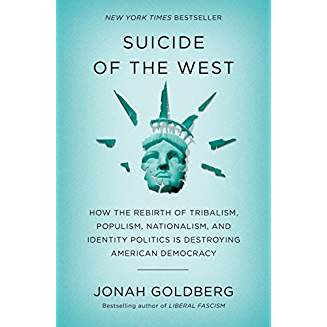 NEW YORK TIMES BESTSELLER
SUICIDE
OF THE WEST
HOW THE REBIRTH OF TRIBALISM,
POPULISM, NATIONALISM, AND
IDENTITY POLITICS IS DESTROYING
AMERICAN DEMOCRACY
JONAH GOLDBERG
Bestselling author of LIBERAL FASCISM